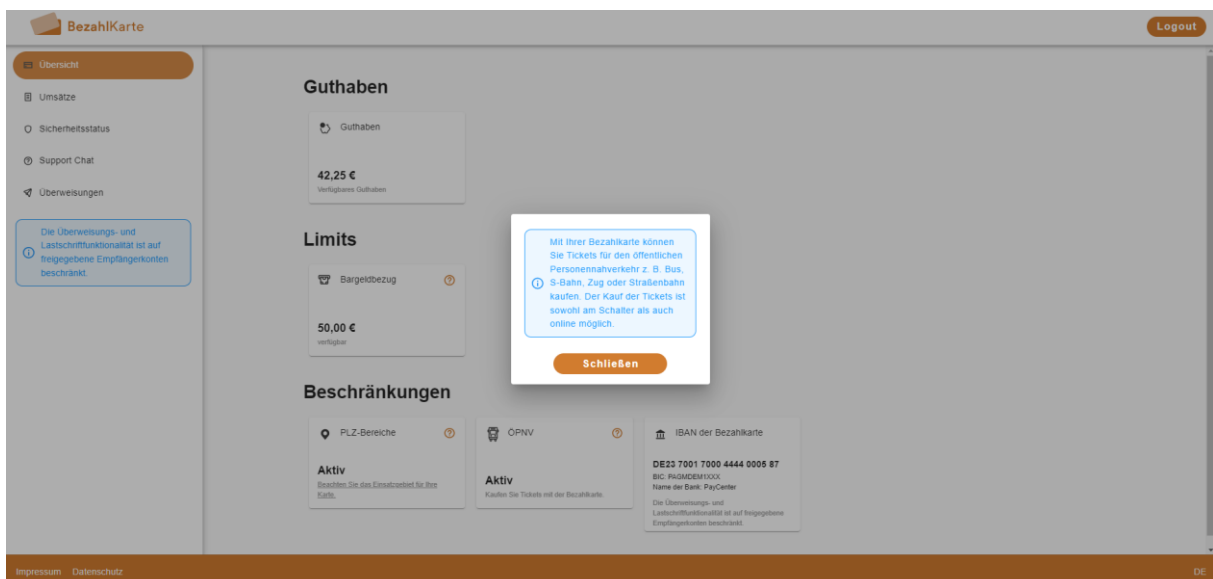 BezahlKarte
Logout
Übersicht
Umsätze
Sicherheitsstatus
Support Chat
Überweisungen
Die Überweisungs- und
Lastschriftfunktionalität ist auf
freigegebene Empfängerkonten
beschränkt.
Guthaben
Guthaben
42,25 €
Verfügbares Guthaben
Limits
Bargeldbezug
50,00 €
verfügbar
Mit Ihrer Bezahlkarte können
Sie Tickets für den öffentlichen
Personennahverkehr z. B. Bus,
S-Bahn, Zug oder Straßenbahn
kaufen. Der Kauf der Tickets ist
sowohl am Schalter als auch
online möglich.
Schließen
Beschränkungen
PLZ-Bereiche
Aktiv
Beachten Sie das Einsatzgebiet für Ihre
Karte.
ÖPNV
Aktiv
Kaufen Sie Tickets mit der Bezahlkarte.
IBAN der Bezahlkarte
DE23 7001 7000 4444 0005 87
BIC: PAGMDEM1XXX
Name der Bank: PayCenter
Die Überweisungs- und
Lastschriftfunktionalität ist auf freigegebene
Empfängerkonten beschränkt.
Impressum Datenschutz
DE